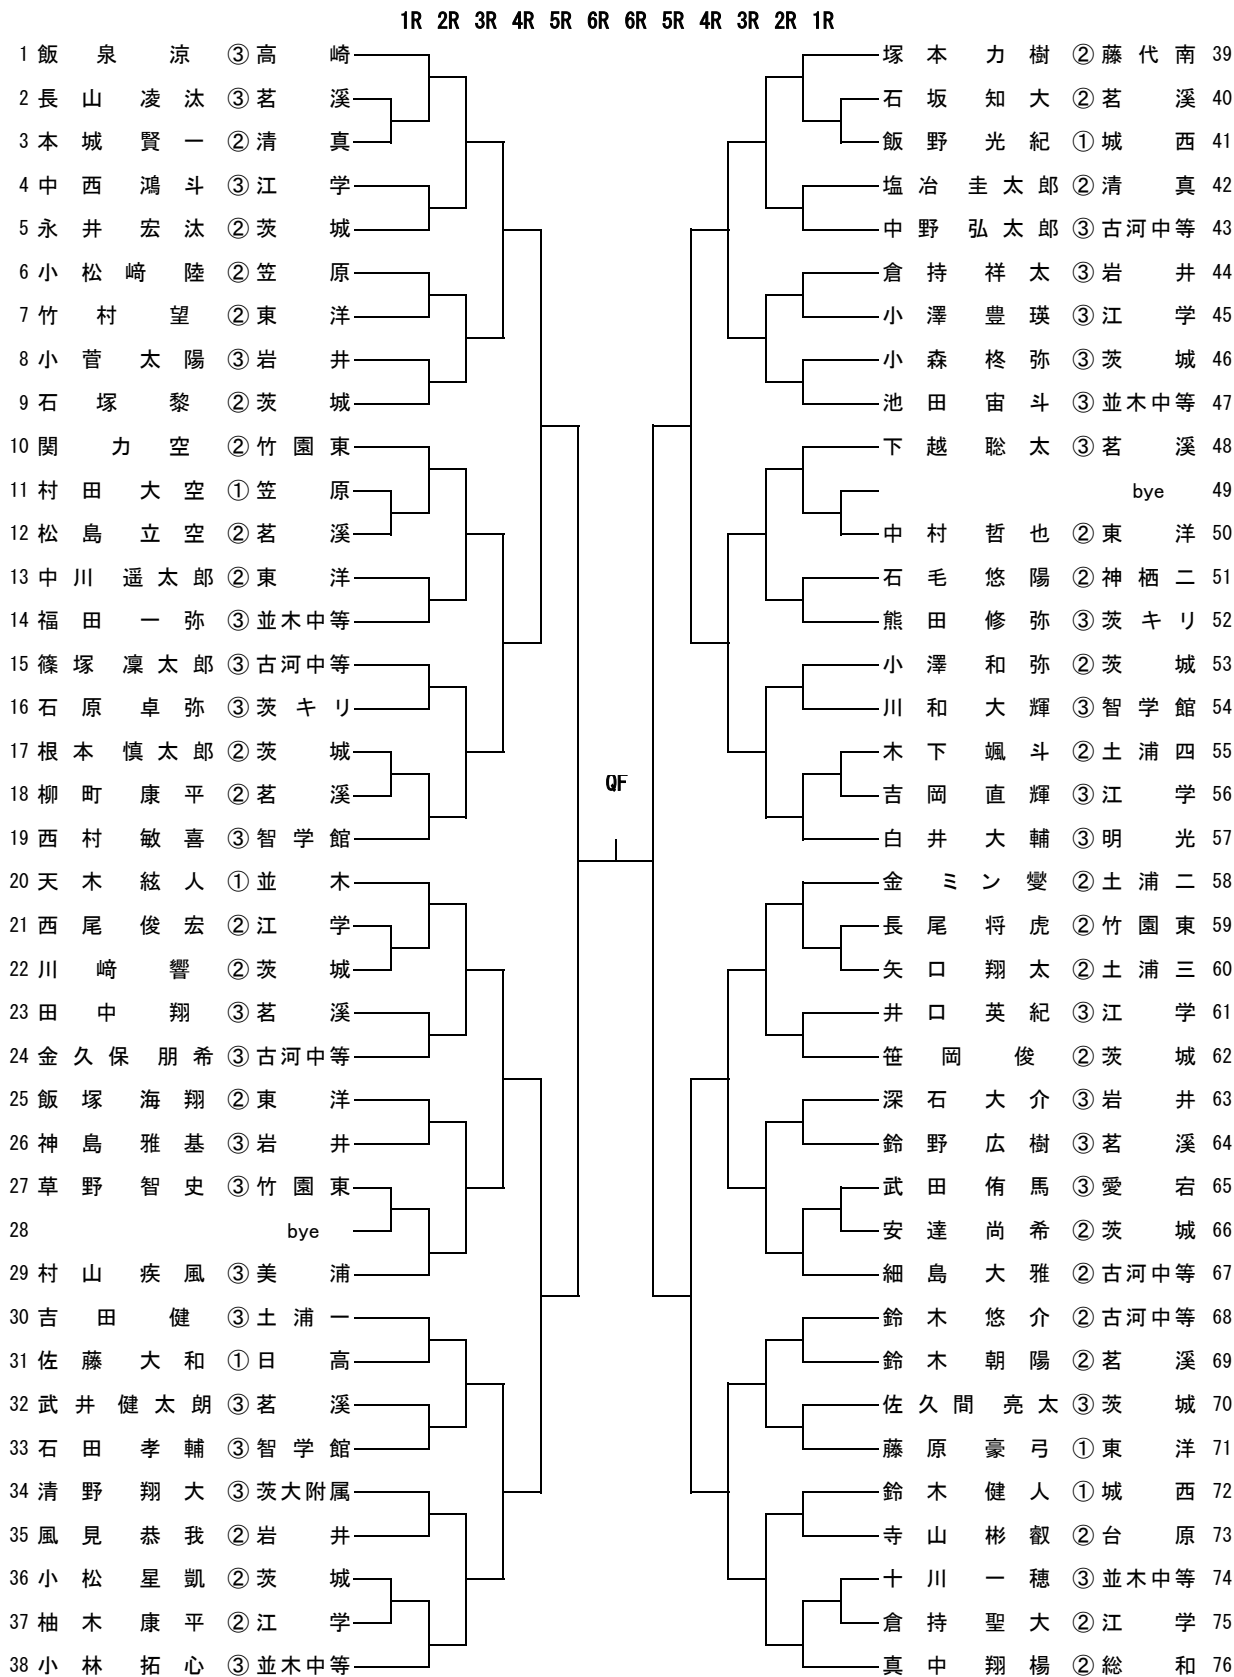 1R 2R 3R 4R 5R 6R 6R 5R 4R 3R 2R 1R
1 飯泉涼 ③ 高崎
2 長山凌汰 ③ 茗溪
3 本城賢一 ② 清真
4 中西鴻斗 ③ 江学
5 永井宏汰 ② 茨城
6 小松﨑陸 ② 笠原
7 竹村望 ② 東洋
8 小菅太陽 ③ 岩井
9 石塚黎 ② 茨城
10 関力空 ② 竹園東
11 村田大空 ① 笠原
12 松島立空 ② 茗溪
13 中川遥太郎 ② 東洋
14 福田一弥 ③ 並木中等
15 篠塚凜太郎 ③ 古河中等
16 石原卓弥 ③ 茨キリ
17 根本慎太郎 ② 茨城
18 柳町康平 ② 茗溪
19 西村敏喜 ③ 智学館
20 天木絃人 ① 並木
21 西尾俊宏 ② 江学
22 川﨑響 ② 茨城
23 田中翔 ③ 茗溪
24 金久保朋希 ③ 古河中等
25 飯塚海翔 ② 東洋
26 神島雅基 ③ 岩井
27 草野智史 ③ 竹園東
28 bye
29 村山疾風 ③ 美浦
30 吉田健 ③ 土浦一
31 佐藤大和 ① 日高
32 武井健太朗 ③ 茗溪
33 石田孝輔 ③ 智学館
34 清野翔大 ③ 茨大附属
35 風見恭我 ② 岩井
36 小松星凱 ② 茨城
37 柚木康平 ② 江学
38 小林拓心 ③ 並木中等
QF
塚本力樹 ② 藤代南 39
石坂知大 ② 茗溪 40
飯野光紀 ① 城西 41
塩冶圭太郎 ② 清真 42
中野弘太郎 ③ 古河中等 43
倉持祥太 ③ 岩井 44
小澤豊瑛 ③ 江学 45
小森柊弥 ③ 茨城 46
池田宙斗 ③ 並木中等 47
下越聡太 ③ 茗溪 48
bye 49
中村哲也 ② 東洋 50
石毛悠陽 ② 神栖二 51
熊田修弥 ③ 茨キリ 52
小澤和弥 ② 茨城 53
川和大輝 ③ 智学館 54
木下颯斗 ② 土浦四 55
吉岡直輝 ③ 江学 56
白井大輔 ③ 明光 57
金ミン燮 ② 土浦二 58
長尾将虎 ② 竹園東 59
矢口翔太 ② 土浦三 60
井口英紀 ③ 江学 61
笹岡俊 ② 茨城 62
深石大介 ③ 岩井 63
鈴野広樹 ③ 茗溪 64
武田侑馬 ③ 愛宕 65
安達尚希 ② 茨城 66
細島大雅 ② 古河中等 67
鈴木悠介 ② 古河中等 68
鈴木朝陽 ② 茗溪 69
佐久間亮太 ③ 茨城 70
藤原豪弓 ① 東洋 71
鈴木健人 ① 城西 72
寺山彬叡 ② 台原 73
十川一穂 ③ 並木中等 74
倉持聖大 ② 江学 75
真中翔楊 ② 総和 76